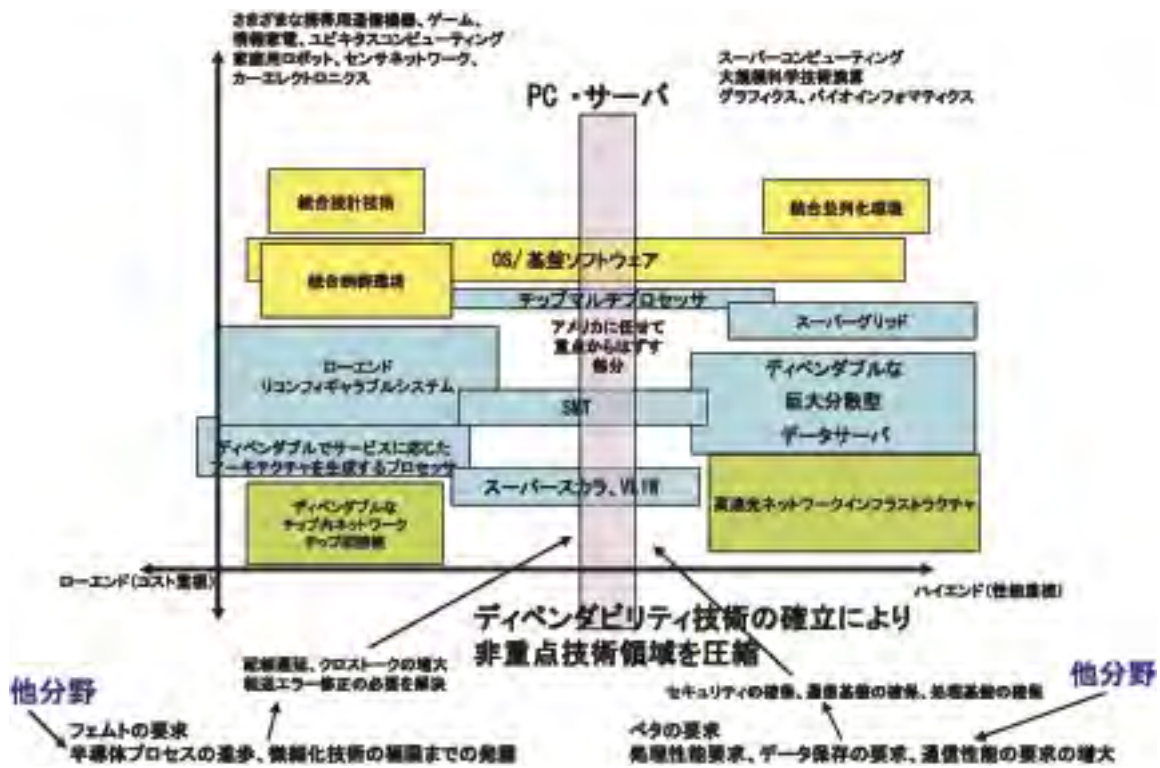 さまざまな携帯用通信機器、ゲーム、
情報家電、ユビキタスコンピューティング
家庭用ロボット、センサネットワーク、
カーエレクトロニクス
スーパーコンピューティング
大規模科学技術演算
グラフィクス、バイオインフォマティクス
PC・サーバ
統合設計技術
統合並列化環境
OS/基盤ソフトウェア
統合 環境
チップマルチプロセッサ
スーパーグリッド
アメリカに任せて
重点からはずす
部分
ローエンド
リコンフィギャラブルシステム
ディペンダブルな
巨大分散型
データサーバ
SMT
ディペンダブルでサービスに応じた
アーキテクチャを生成するプロセッサ
スーパースカラ、VLIW
高速光ネットワークインフラストラクチャ
ディペンダブルな
チップ内ネットワーク
チップ間
ローエンド(コスト重視)
ハイエンド(性能重視)
ディペンダビリティ技術の確立により
非重点技術領域を圧縮
配線遅延、クロストークの増大
転送エラー修正の必要を解決
セキュリティの確保、通信基盤の確保、処理基盤の確保
他分野
他分野
フェムトの要求
半導体プロセスの進歩、微細化技術の極限までの発展
ペタの要求
処理性能要求、データ保存の要求、通信性能の要求の増大